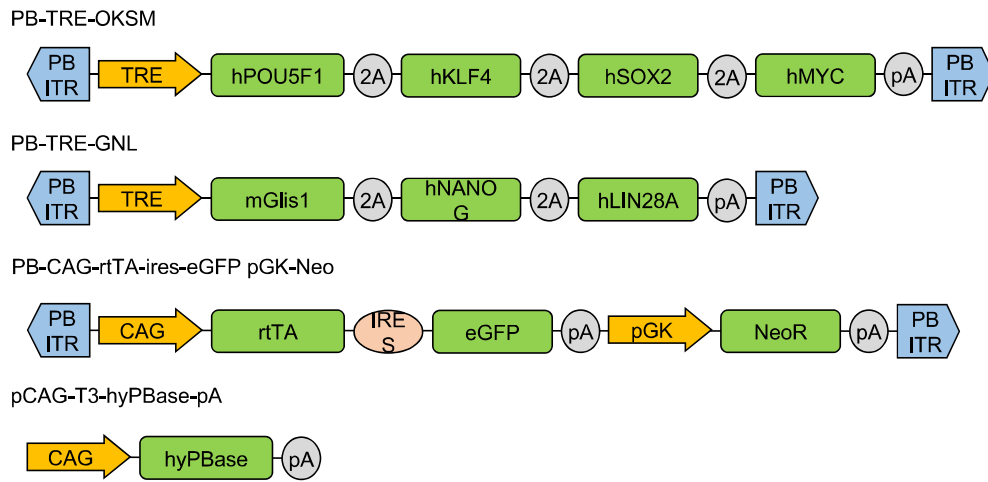 PB-TRE-OKSM
PB
ITR
TRE
hPOU5F1
2A
hKLF4
2A
hSOX2
2A
hMYC
pA
PB
ITR
PB-TRE-GNL
PB
ITR
TRE
mGlis1
2A
hNANO
G
2A
hLIN28A
pA
PB
ITR
PB-CAG-rtTA-ires-eGFP pGK-Neo
PB
ITR
CAG
rtTA
IRE
S
eGFP
pA
pGK
NeoR
pA
PB
ITR
pCAG-T3-hyPBase-pA
CAG
hyPBase
pA